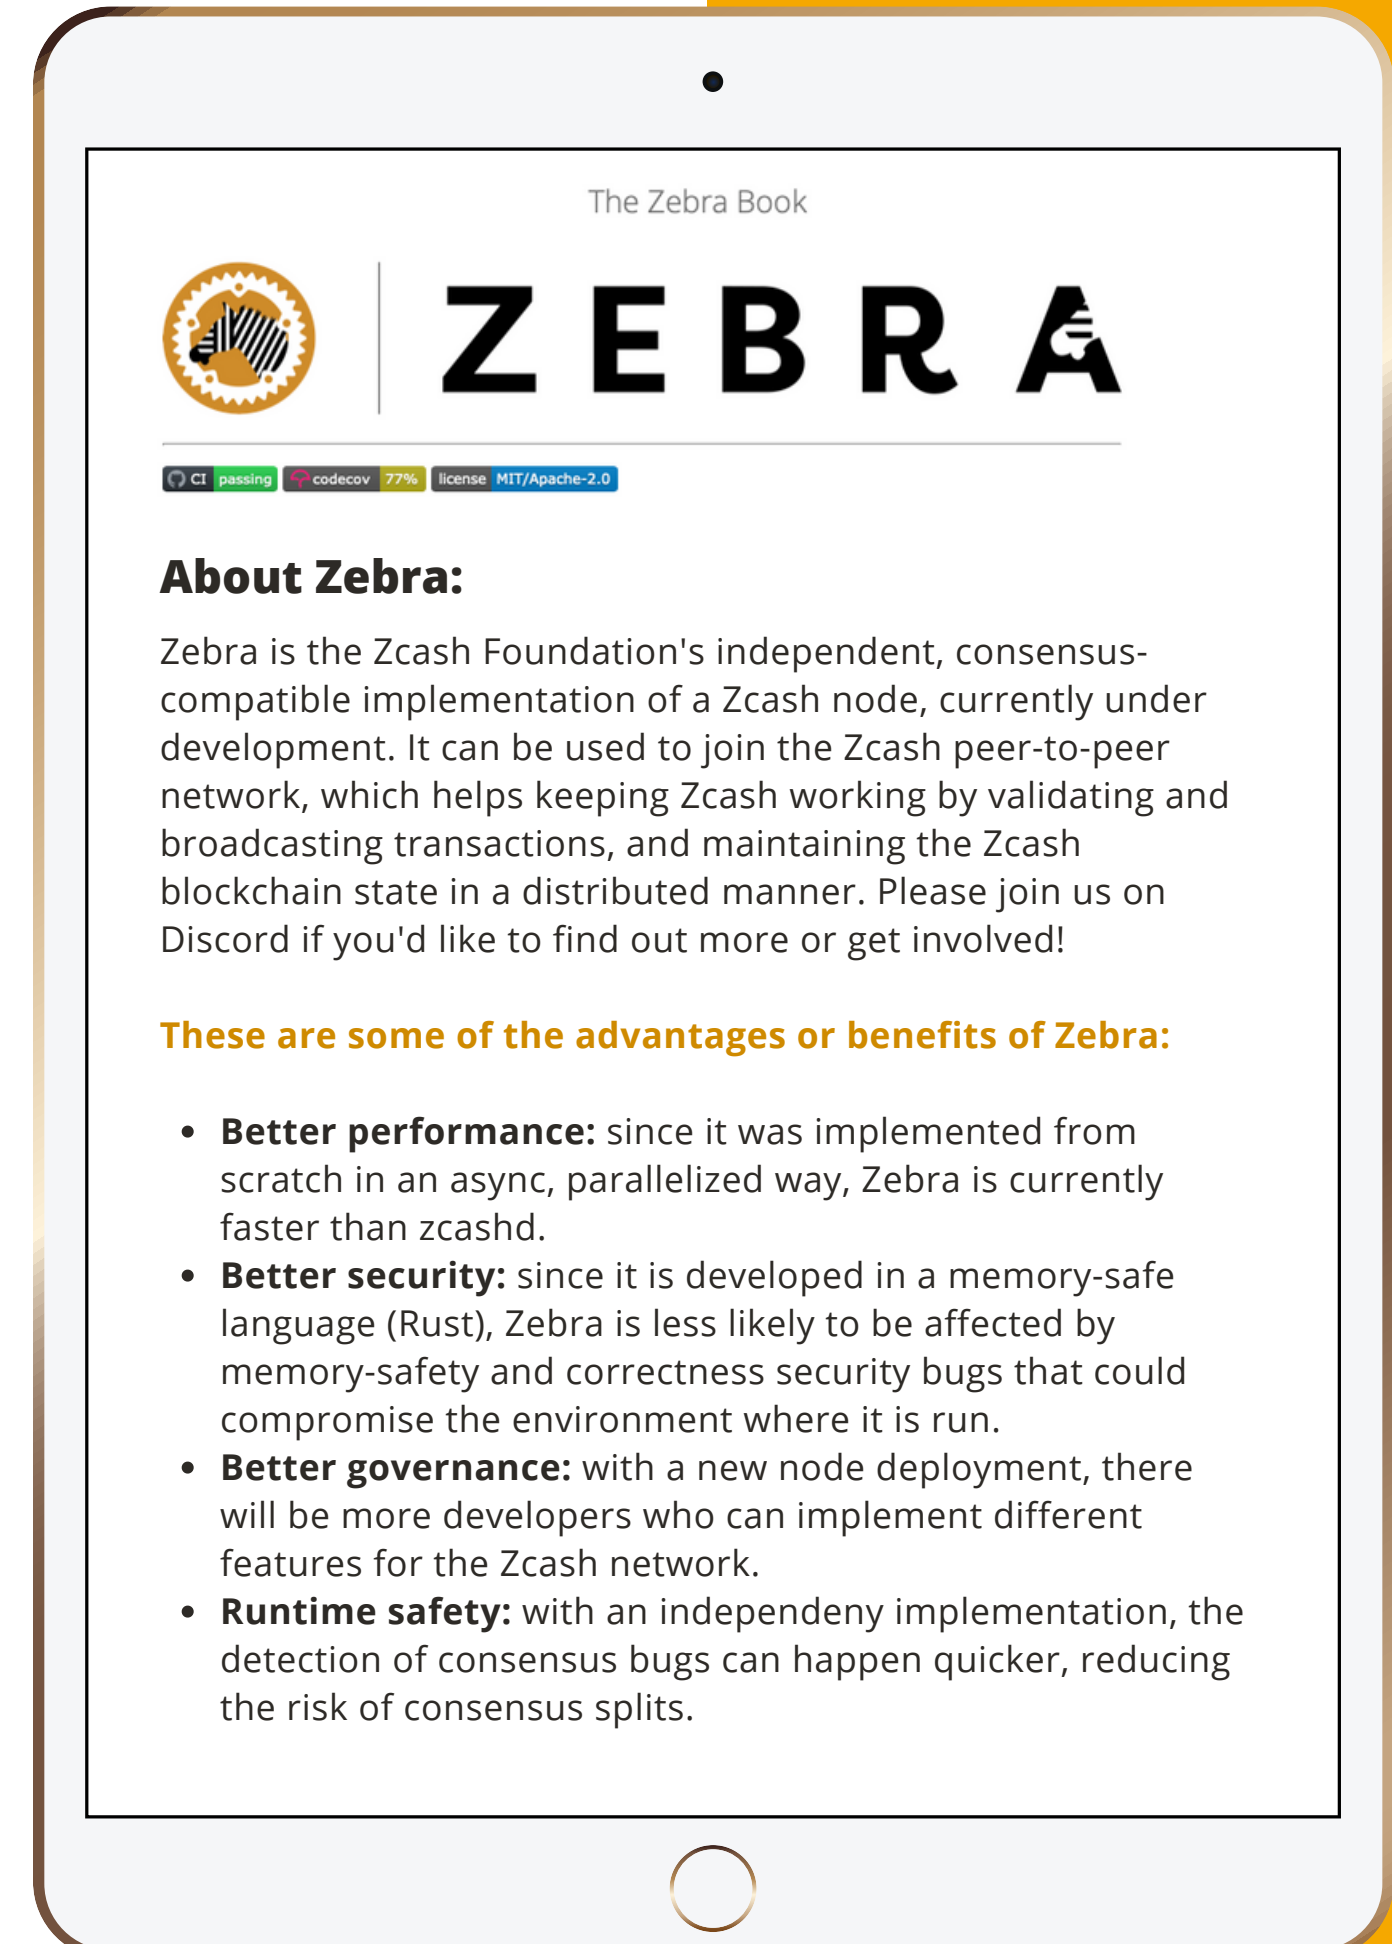 The Zebra Book
ZEBRA
CI passing codecov 77% license MIT/Apache-2.0
About Zebra:
Zebra is the Zcash Foundation's independent, consensus-
compatible implementation of a Zcash node, currently under
development. It can be used to join the Zcash peer-to-peer
network, which helps keeping Zcash working by validating and
broadcasting transactions, and maintaining the Zcash
blockchain state in a distributed manner. Please join us on
Discord if you'd like to find out more or get involved!
These are some of the advantages or benefits of Zebra:
• Better performance: since it was implemented from
scratch in an async, parallelized way, Zebra is currently
faster than zcashd.
• Better security: since it is developed in a memory-safe
language (Rust), Zebra is less likely to be affected by
memory-safety and correctness security bugs that could
compromise the environment where it is run.
• Better governance: with a new node deployment, there
will be more developers who can implement different
features for the Zcash network.
• Runtime safety: with an independeny implementation, the
detection of consensus bugs can happen quicker, reducing
the risk of consensus splits.